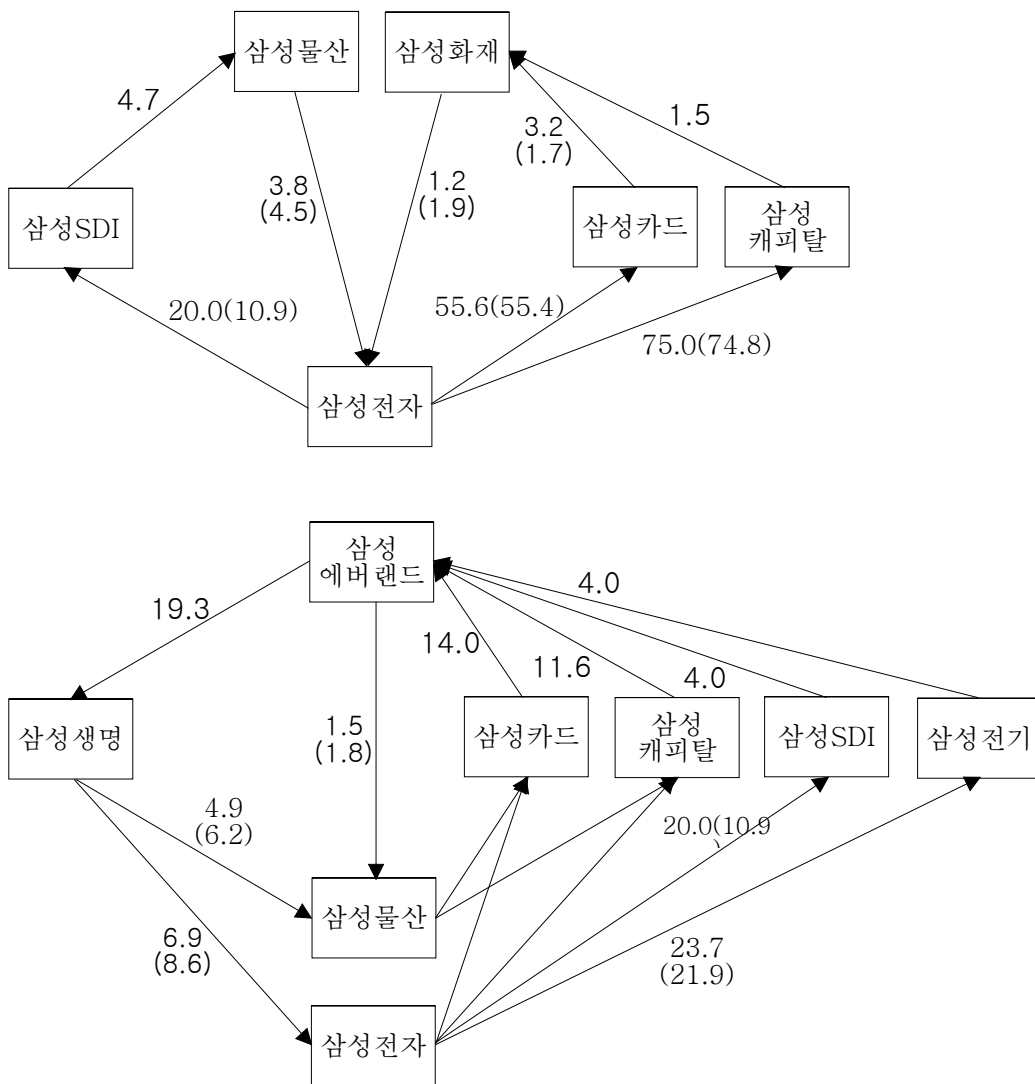 삼성물산
삼성화재
4.7
1.5
3.2
(1.7)
3.8
(4.5)
1.2
(1.9)
삼성SDI
삼성카드
삼성
캐피탈
20.0(10.9)
55.6(55.4)
75.0(74.8)
삼성전자
삼성
에버랜드
19.3
4.0
14.0
11.6
4.0
삼성생명
1.5
(1.8)
삼성카드
삼성
캐피탈
삼성SDI
삼성전기
4.9
(6.2)
20.0(10.9
삼성물산
6.9
(8.6)
23.7
(21.9)
삼성전자